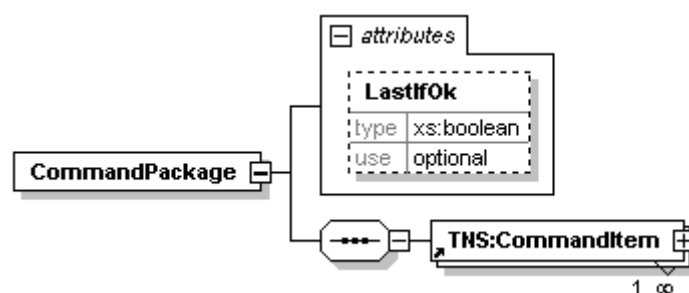 attributes
LastIfOk
type xs:boolean
use optional
CommandPackage
TNS:CommandItem
1 ∞